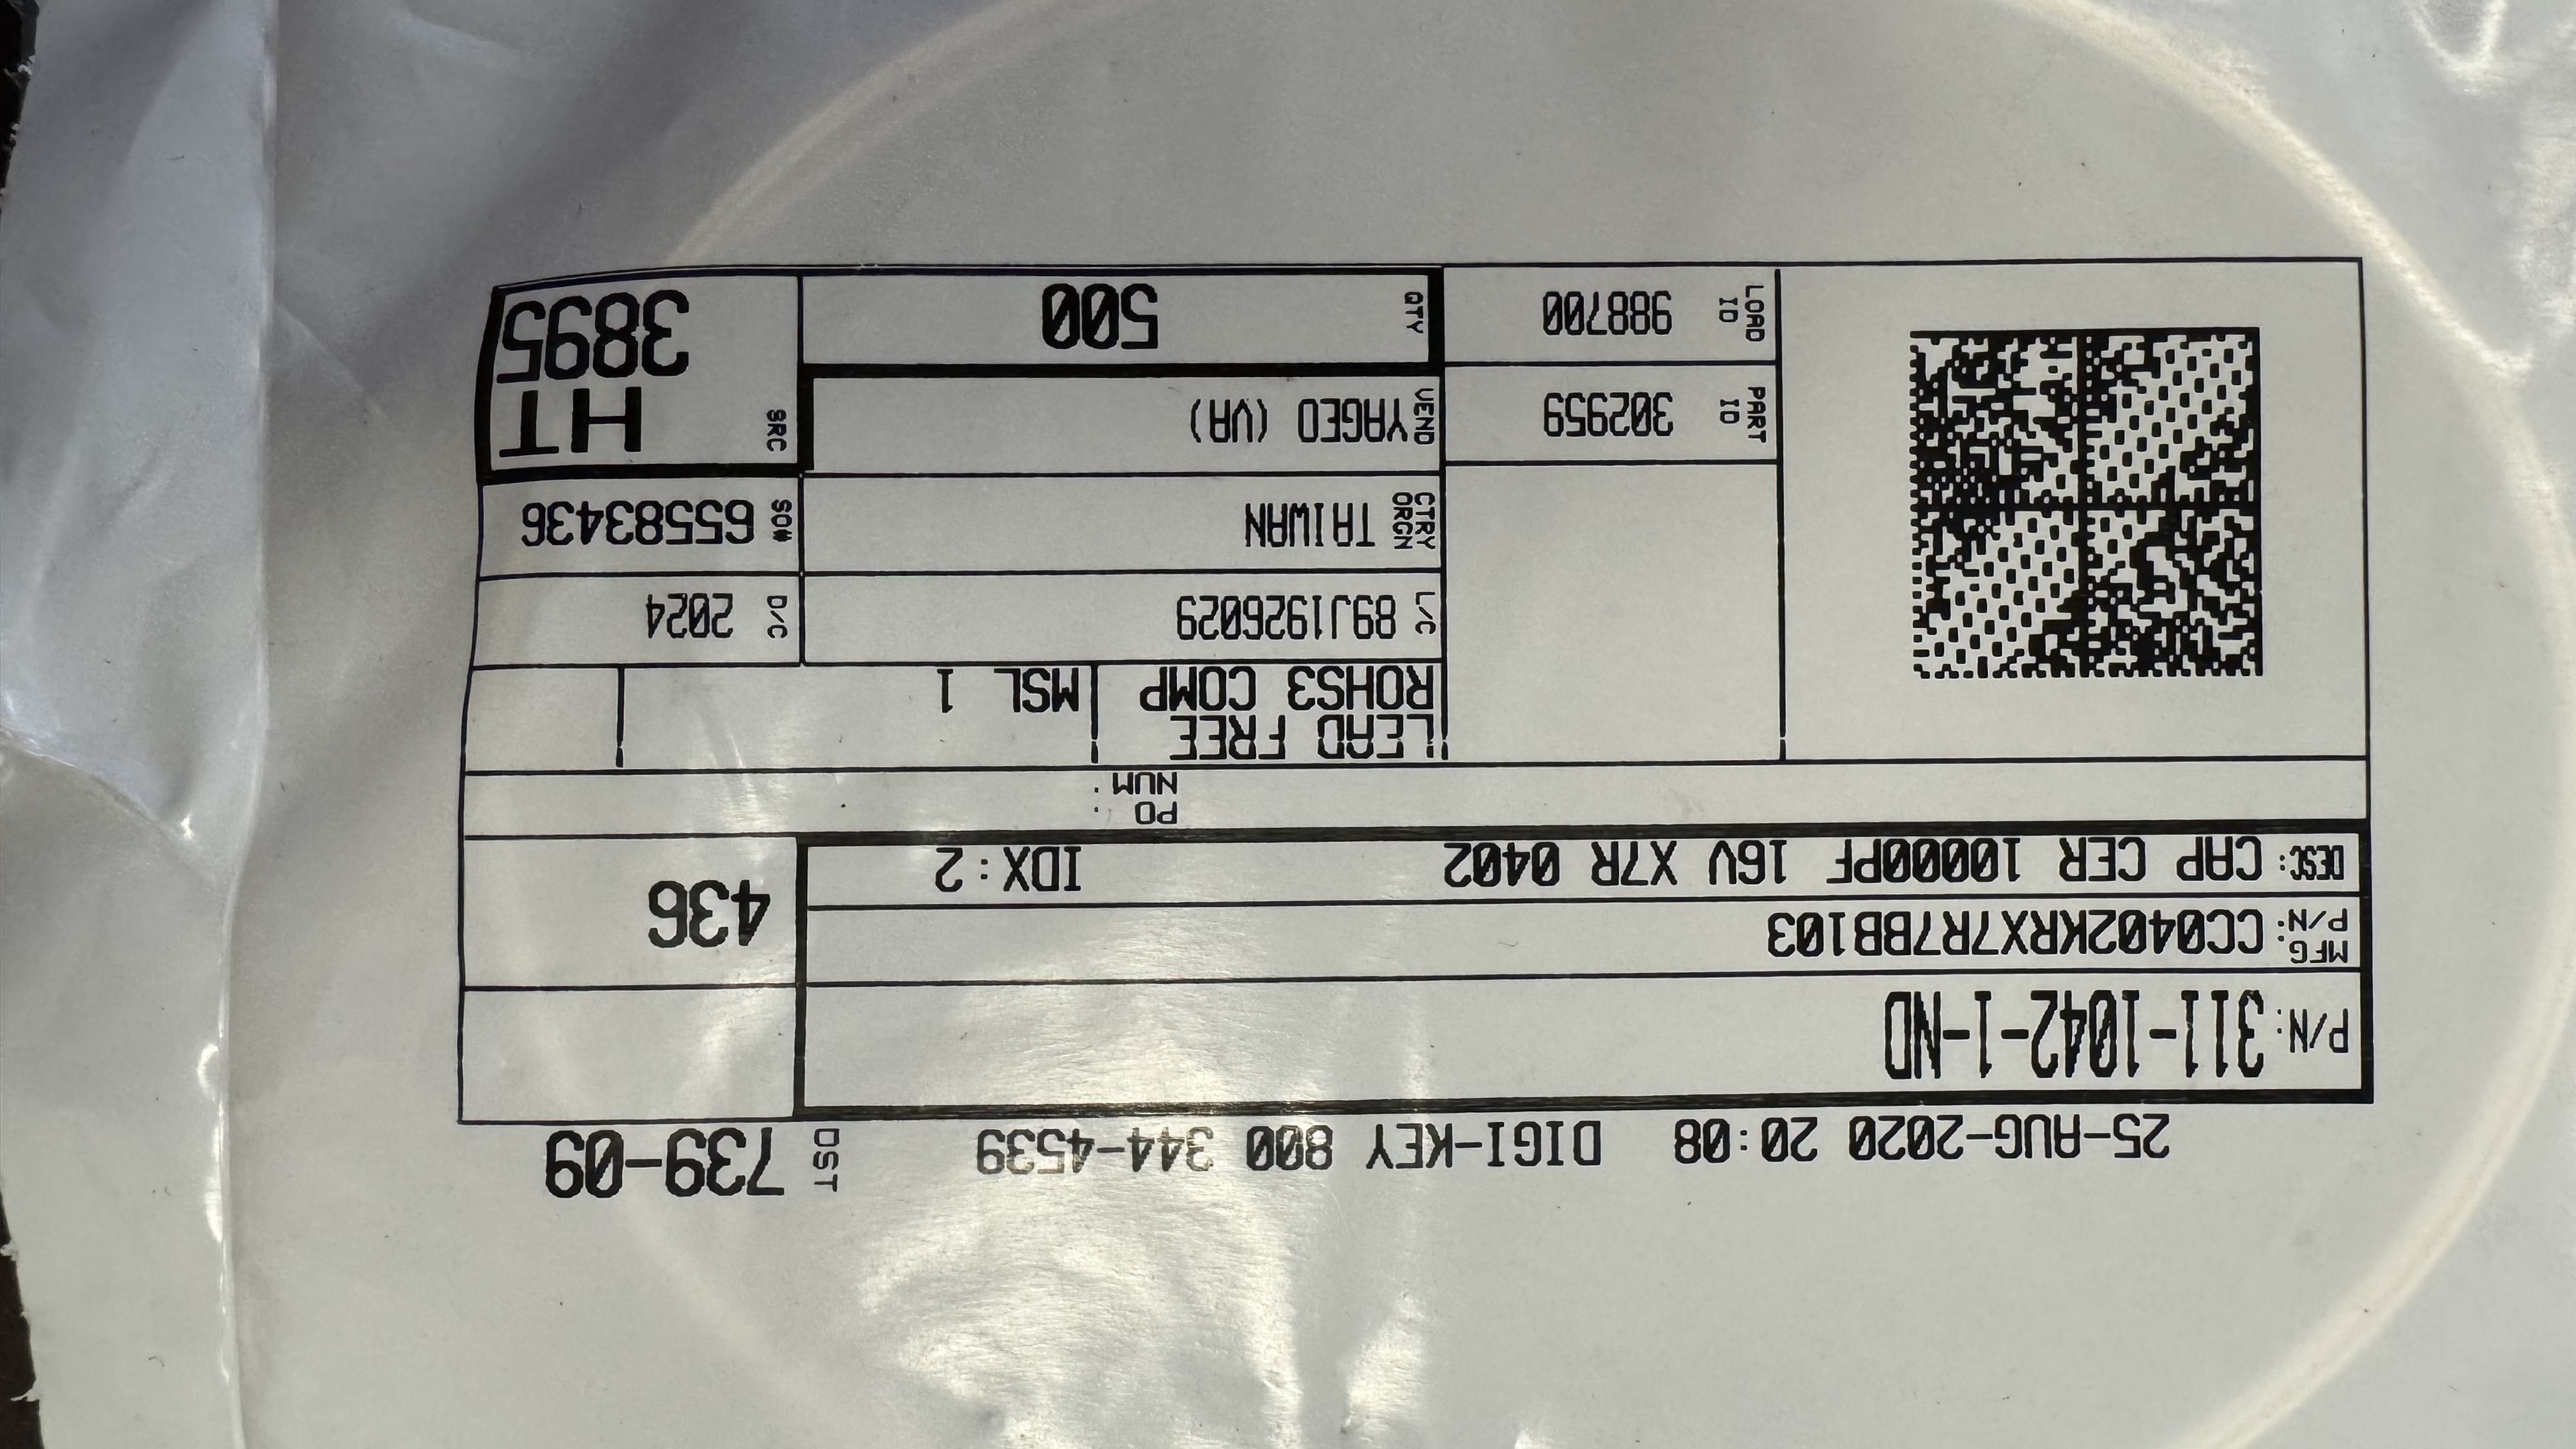 25-AUG-2020 20:08 DIGI-KEY 800 344-4539 DST 739-09
P/N: 311-1042-1-ND
MFG P/N: CC0402KRX7R7BB103
436
DESC: CAP CER 10000PF 16V X7R 0402 IDX:2
PO :
NUM :
LEAD FREE
ROHS3 COMP
MSL 1
L/C 89J1926029
D/C 2024
CTRY ORGN TAIWAN
SO# 65583436
PART ID 302959
VEND YAGEO (VA)
SRC HT
3895
LOAD ID 988700
QTY 500